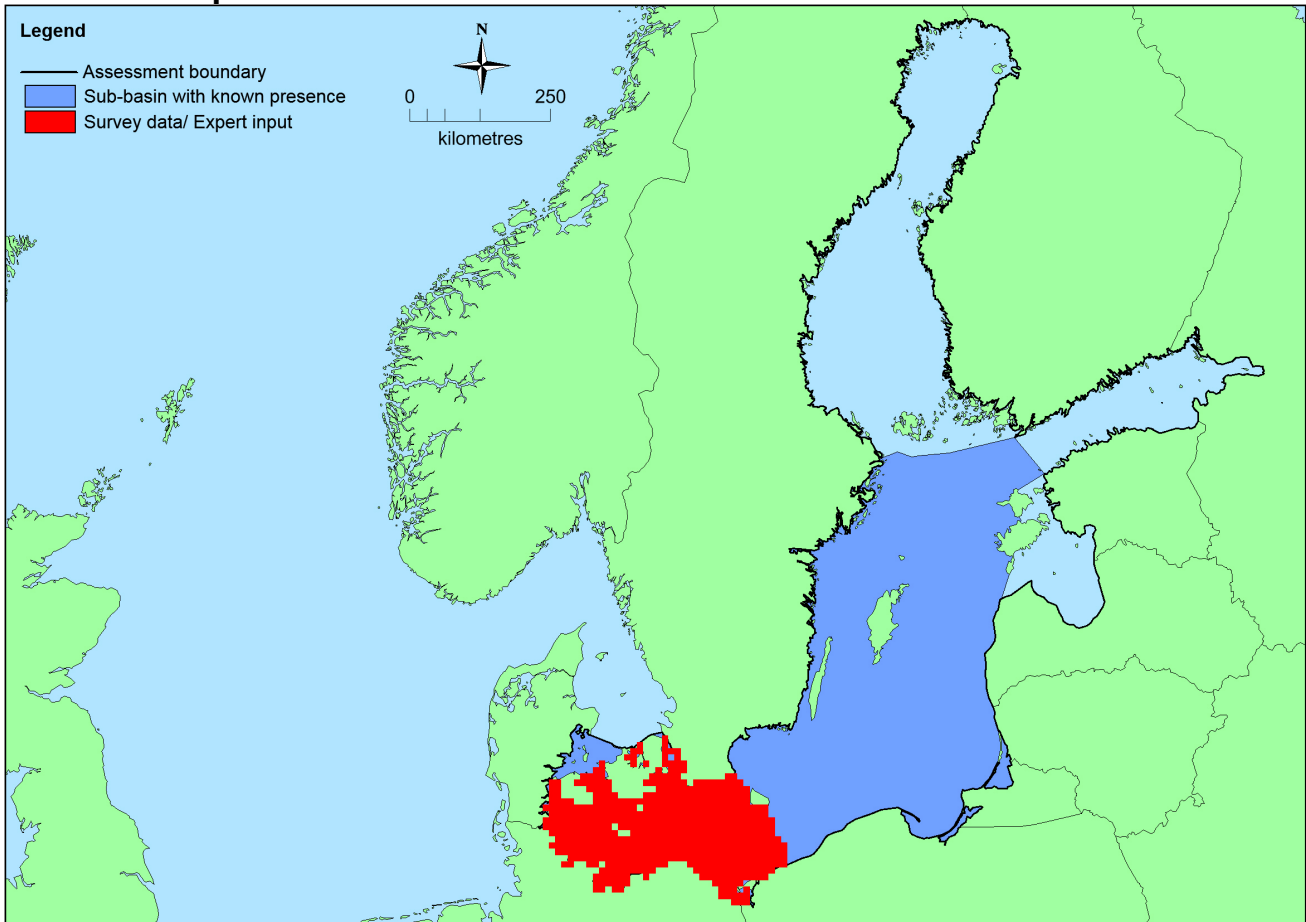 Legend
Assessment boundary
Sub-basin with known presence
Survey data/ Expert input
N
0 250
kilometres